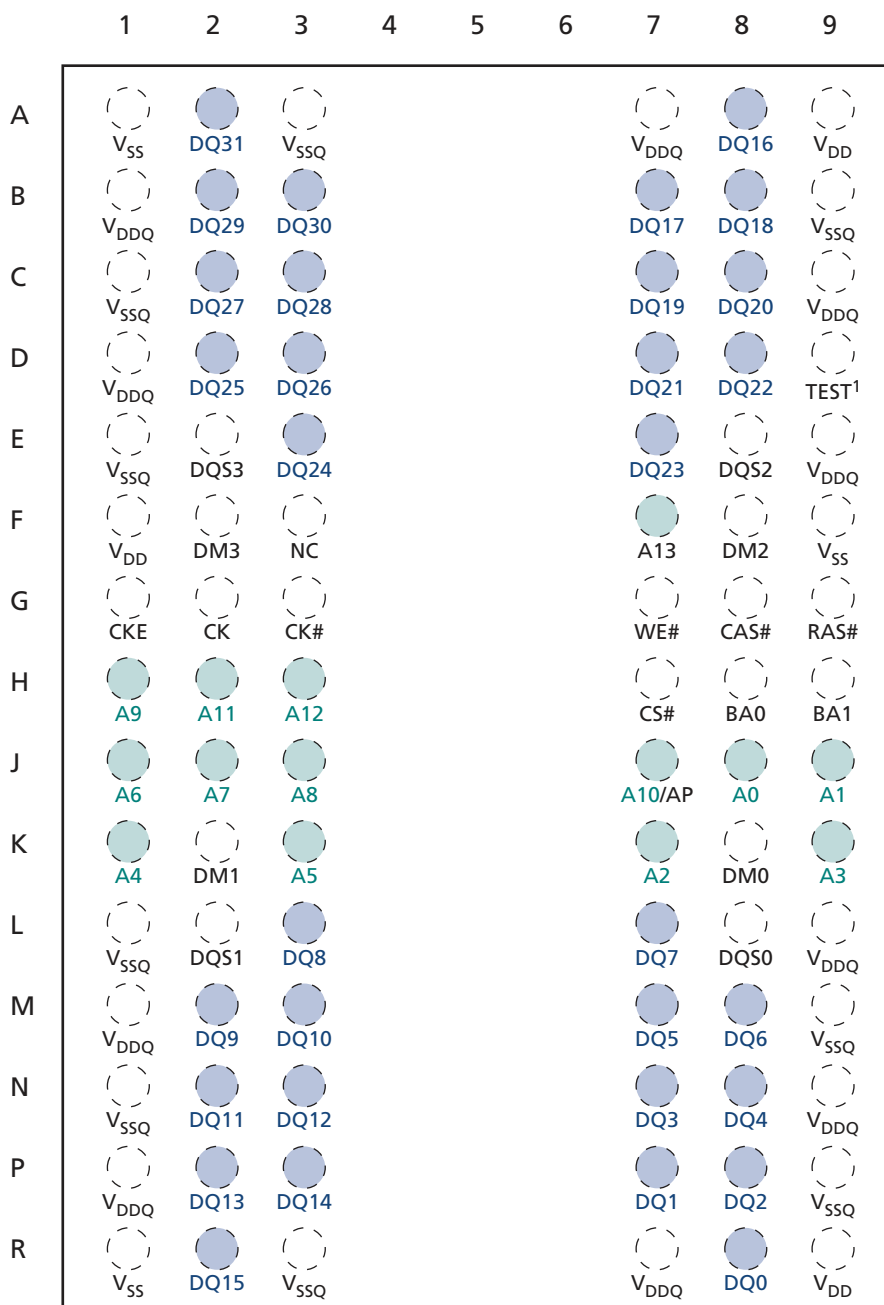 1 2 3 4 5 6 7 8 9
A
VSS DQ31 VSSQ VDDQ DQ16 VDD
B
VDDQ DQ29 DQ30 DQ17 DQ18 VSSQ
C
VSSQ DQ27 DQ28 DQ19 DQ20 VDDQ
D
VDDQ DQ25 DQ26 DQ21 DQ22 TEST1
E
VSSQ DQS3 DQ24 DQ23 DQS2 VDDQ
F
VDD DM3 NC A13 DM2 VSS
G
CKE CK CK# WE# CAS# RAS#
H
A9 A11 A12 CS# BA0 BA1
J
A6 A7 A8 A10/AP A0 A1
K
A4 DM1 A5 A2 DM0 A3
L
VSSQ DQS1 DQ8 DQ7 DQS0 VDDQ
M
VDDQ DQ9 DQ10 DQ5 DQ6 VSSQ
N
VSSQ DQ11 DQ12 DQ3 DQ4 VDDQ
P
VDDQ DQ13 DQ14 DQ1 DQ2 VSSQ
R
VSS DQ15 VSSQ VDDQ DQ0 VDD